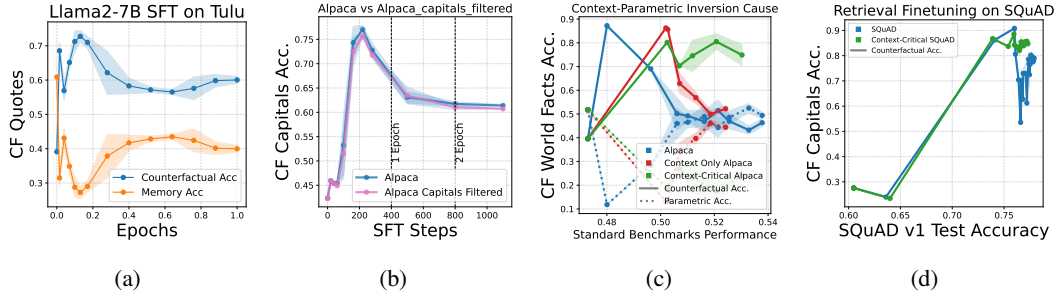 Llama2-7B SFT on Tulu
CF Quotes
0.7
0.6
0.5
0.4
0.3
Counterfactual Acc
Memory Acc
0.0
0.2
0.4
0.6
0.8
1.0
Epochs
(a)
Alpaca vs Alpaca_capitals_filtered
CF Capitals Acc.
0.75
0.65
0.55
0.45
1 Epoch
2 Epoch
Alpaca
Alpaca Capitals Filtered
0
200
400
600
800
1000
SFT Steps
(b)
Context-Parametric Inversion Cause
CF World Facts Acc.
0.9
0.8
0.7
0.6
0.5
0.4
0.3
0.2
0.1
Alpaca
Context Only Alpaca
Context-Critical Alpaca
Counterfactual Acc.
Parametric Acc.
0.48
0.50
0.52
0.54
Standard Benchmarks Performance
(c)
Retrieval Finetuning on SQuAD
CF Capitals Acc.
0.9
0.8
0.7
0.6
0.5
0.4
0.3
SQuAD
Context-Critical SQuAD
Counterfactual Acc.
0.60
0.65
0.70
0.75
SQuAD v1 Test Accuracy
(d)